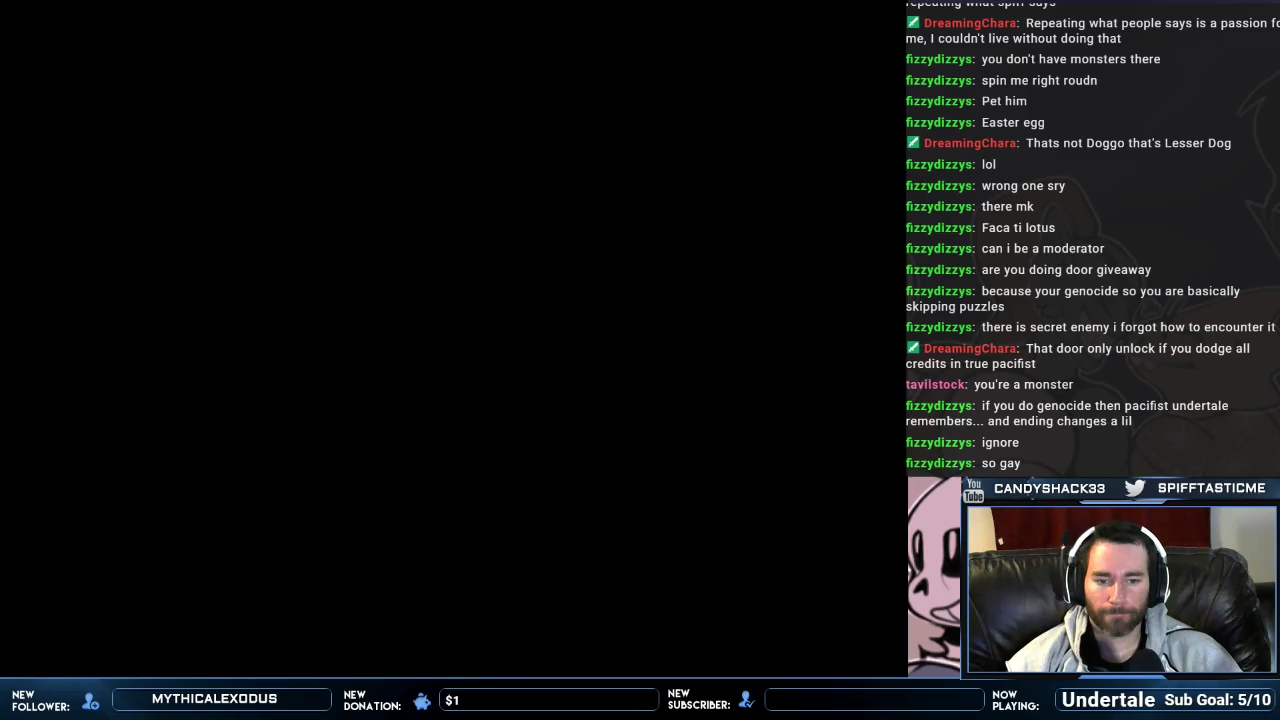 repeating what spiff says
DreamingChara: Repeating what people says is a passion fo
me, I couldn't live without doing that
fizzydizzys: you don't have monsters there
fizzydizzys: spin me right roudn
fizzydizzys: Pet him
fizzydizzys: Easter egg
DreamingChara: Thats not Doggo that's Lesser Dog
fizzydizzys: lol
fizzydizzys: wrong one sry
fizzydizzys: there mk
fizzydizzys: Faca ti lotus
fizzydizzys: can i be a moderator
fizzydizzys: are you doing door giveaway
fizzydizzys: because your genocide so you are basically
skipping puzzles
fizzydizzys: there is secret enemy i forgot how to encounter it
DreamingChara: That door only unlock if you dodge all
credits in true pacifist
tavilstock: you're a monster
fizzydizzys: if you do genocide then pacifist undertale
remembers... and ending changes a lil
fizzydizzys: ignore
fizzydizzys: so gay
You Tube CANDYSHACK33 SPIFFTASTICME
NEW FOLLOWER: MYTHICALEXODUS NEW DONATION: $1 NEW SUBSCRIBER: NOW PLAYING: Undertale Sub Goal: 5/10